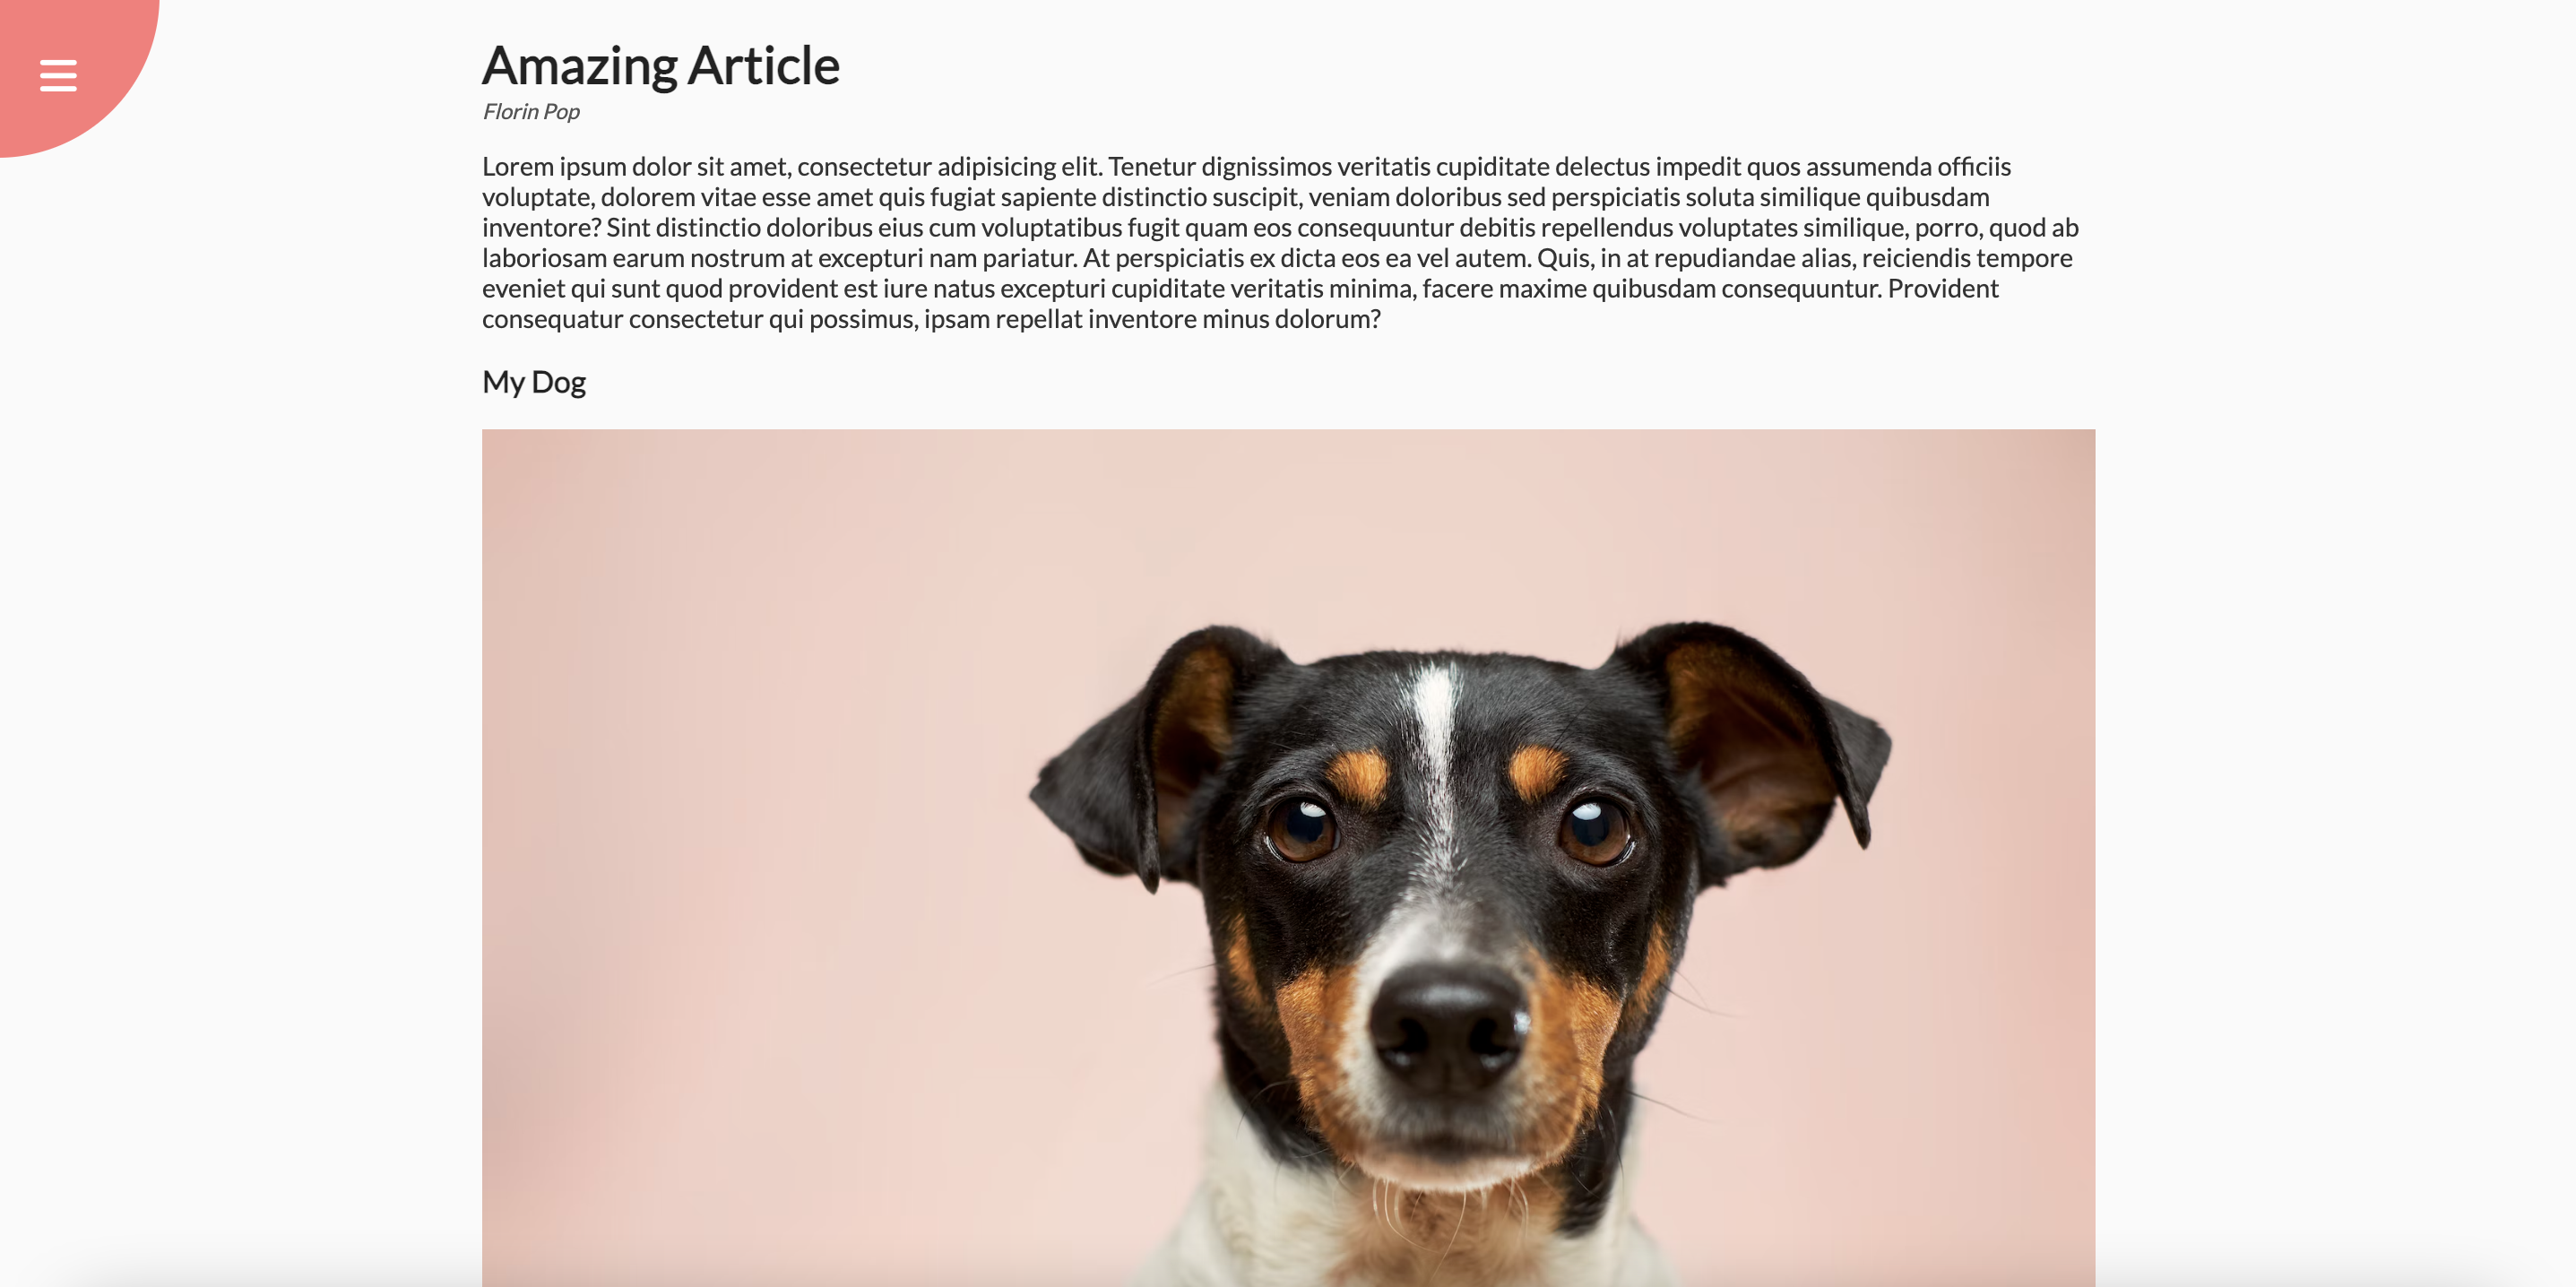 Amazing Article
Florin Pop
Lorem ipsum dolor sit amet, consectetur adipisicing elit. Tenetur dignissimos veritatis cupiditate delectus impedit quos assumenda officiis
voluptate, dolorem vitae esse amet quis fugiat sapiente distinctio suscipit, veniam doloribus sed perspiciatis soluta similique quibusdam
inventore? Sint distinctio doloribus eius cum voluptatibus fugit quam eos consequuntur debitis repellendus voluptates similique, porro, quod ab
laboriosam earum nostrum at excepturi nam pariatur. At perspiciatis ex dicta eos ea vel autem. Quis, in at repudiandae alias, reiciendis tempore
eveniet qui sunt quod provident est iure natus excepturi cupiditate veritatis minima, facere maxime quibusdam consequuntur. Provident
consequatur consectetur qui possimus, ipsam repellat inventore minus dolorum?
My Dog